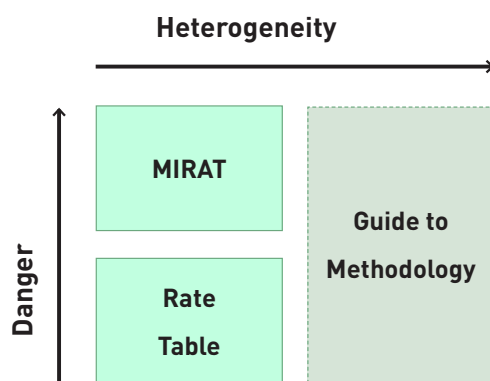 Heterogeneity
MIRAT
Guide to
Methodology
Danger
Rate
Table